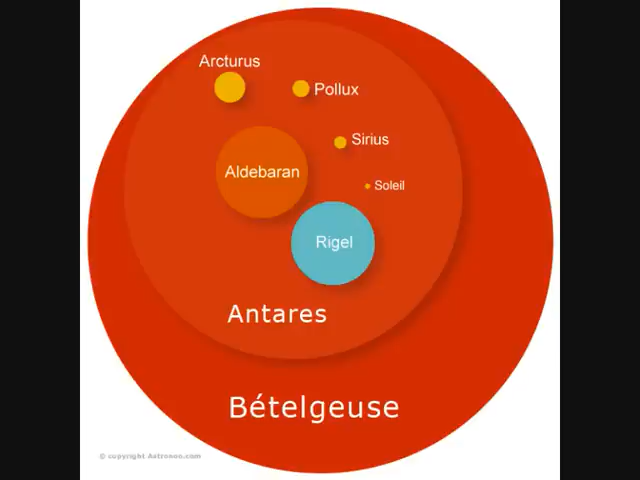 Arcturus
Pollux
Sirius
Aldebaran
Soleil
Rigel
Antares
Bételgeuse
© copyright Astronoo.com